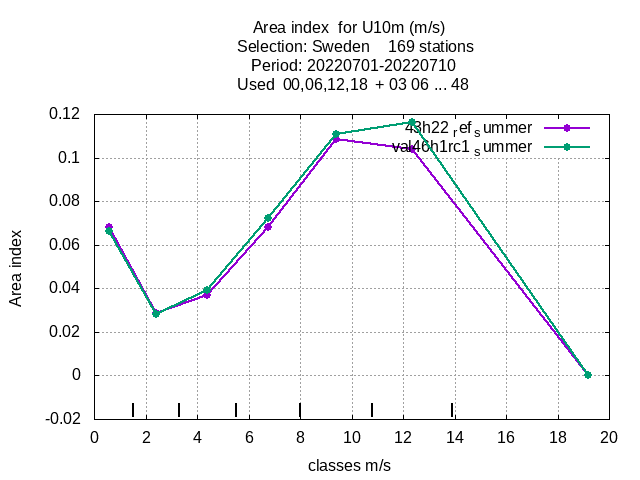 Area index  for U10m (m/s)
Selection: Sweden    169 stations
Period: 20220701-20220710
Used  00,06,12,18  + 03 06 ... 48
0.12
0.1
0.08
0.06
0.04
0.02
0
-0.02
Area index
43h22 ref summer
val46h1rc1 summer
0 2 4 6 8 10 12 14 16 18 20
classes m/s